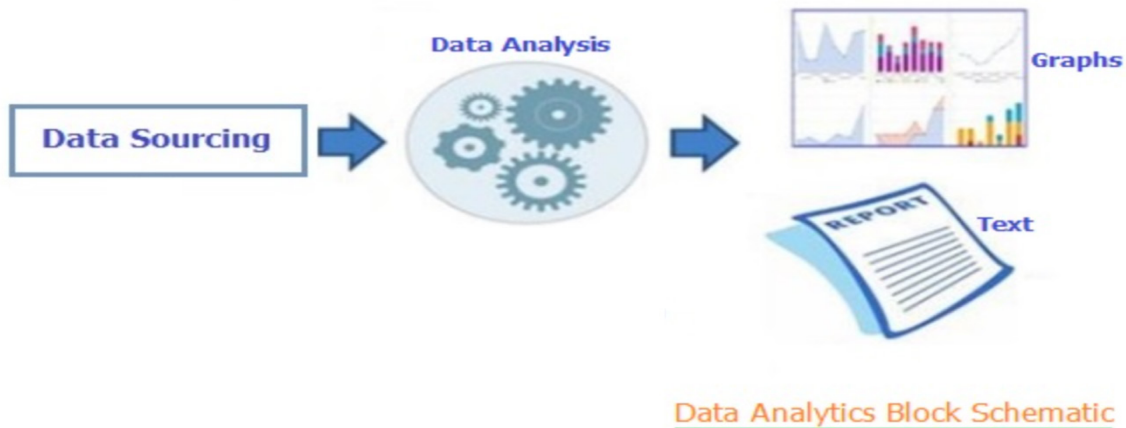 Data Analysis
Graphs
Data Sourcing
REPORT
Text
Data Analytics Block Schematic